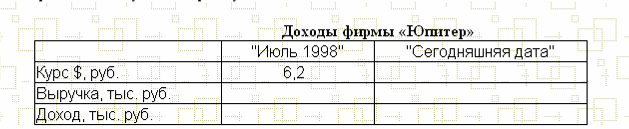 Доходы фирмы «Юпитер»
"Июль 1998" "Сегодняшняя дата"
Курс $, руб. 6,2
Выручка, тыс. руб.
Доход, тыс. руб.